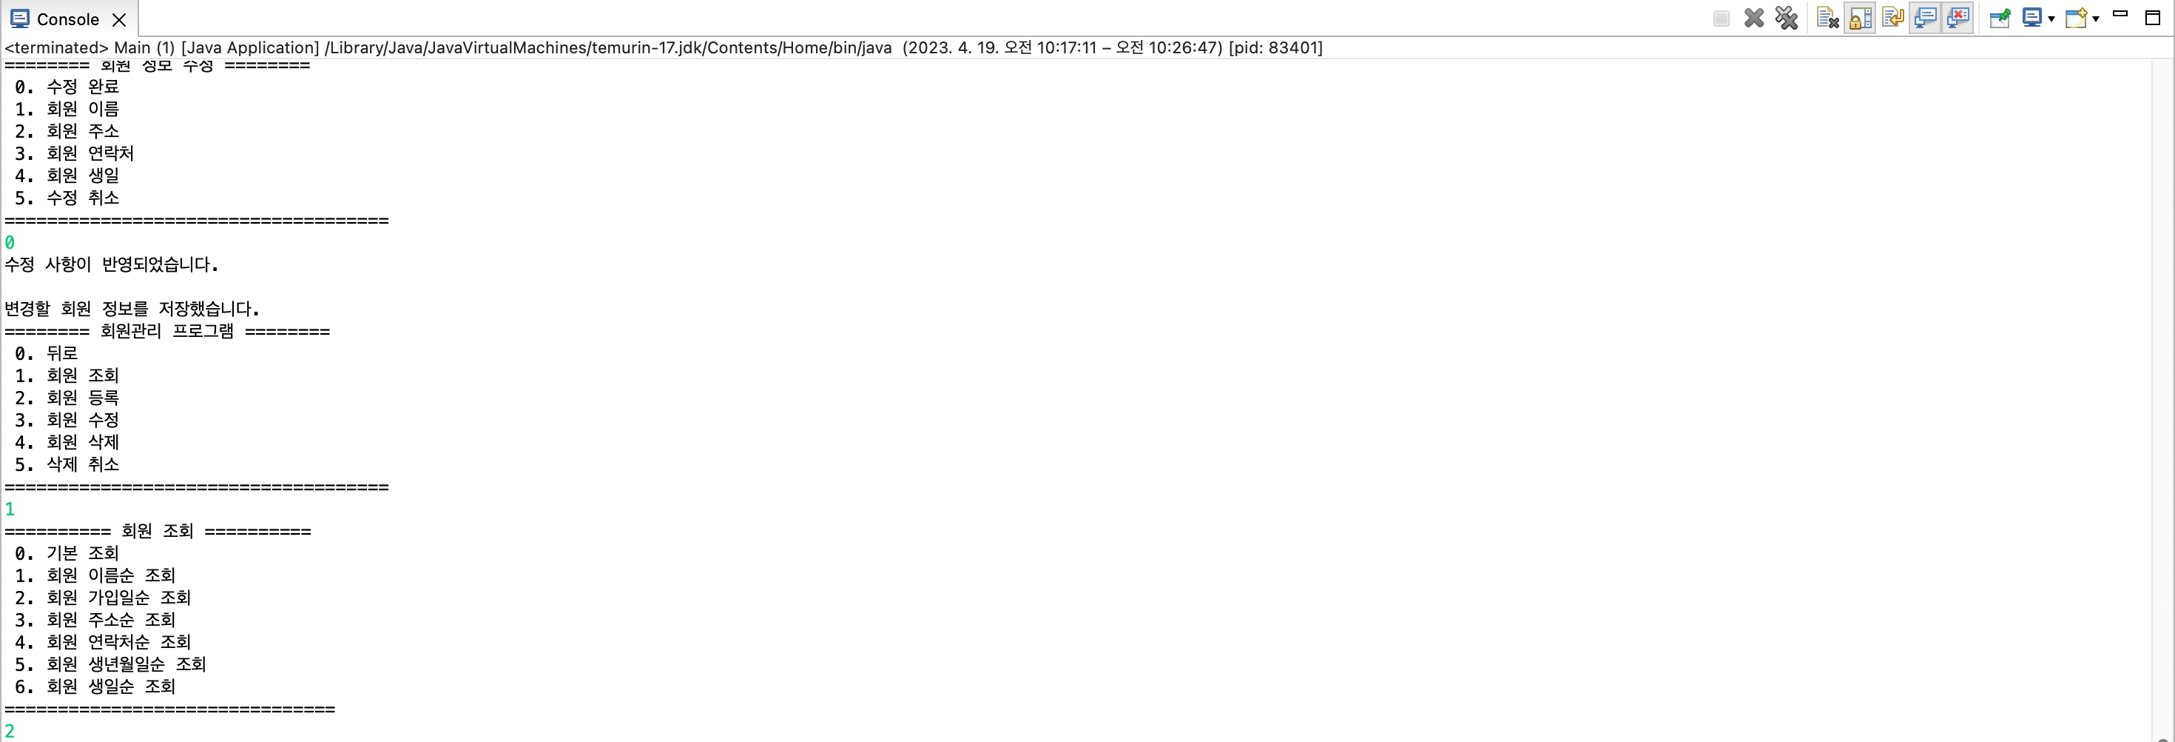 Console
<terminated> Main (1) [Java Application] /Library/Java/JavaVirtualMachines/temurin-17.jdk/Contents/Home/bin/java  (2023. 4. 19. 오전 10:17:11 – 오전 10:26:47) [pid: 83401]
======== 회원 정보 수정 ========
0. 수정 완료
1. 회원 이름
2. 회원 주소
3. 회원 연락처
4. 회원 생일
5. 수정 취소
====================================
0
수정 사항이 반영되었습니다.
변경할 회원 정보를 저장했습니다.
======== 회원관리 프로그램 ========
0. 뒤로
1. 회원 조회
2. 회원 등록
3. 회원 수정
4. 회원 삭제
5. 삭제 취소
====================================
1
========== 회원 조회 ==========
0. 기본 조회
1. 회원 이름순 조회
2. 회원 가입일순 조회
3. 회원 주소순 조회
4. 회원 연락처순 조회
5. 회원 생년월일순 조회
6. 회원 생일순 조회
===============================
2